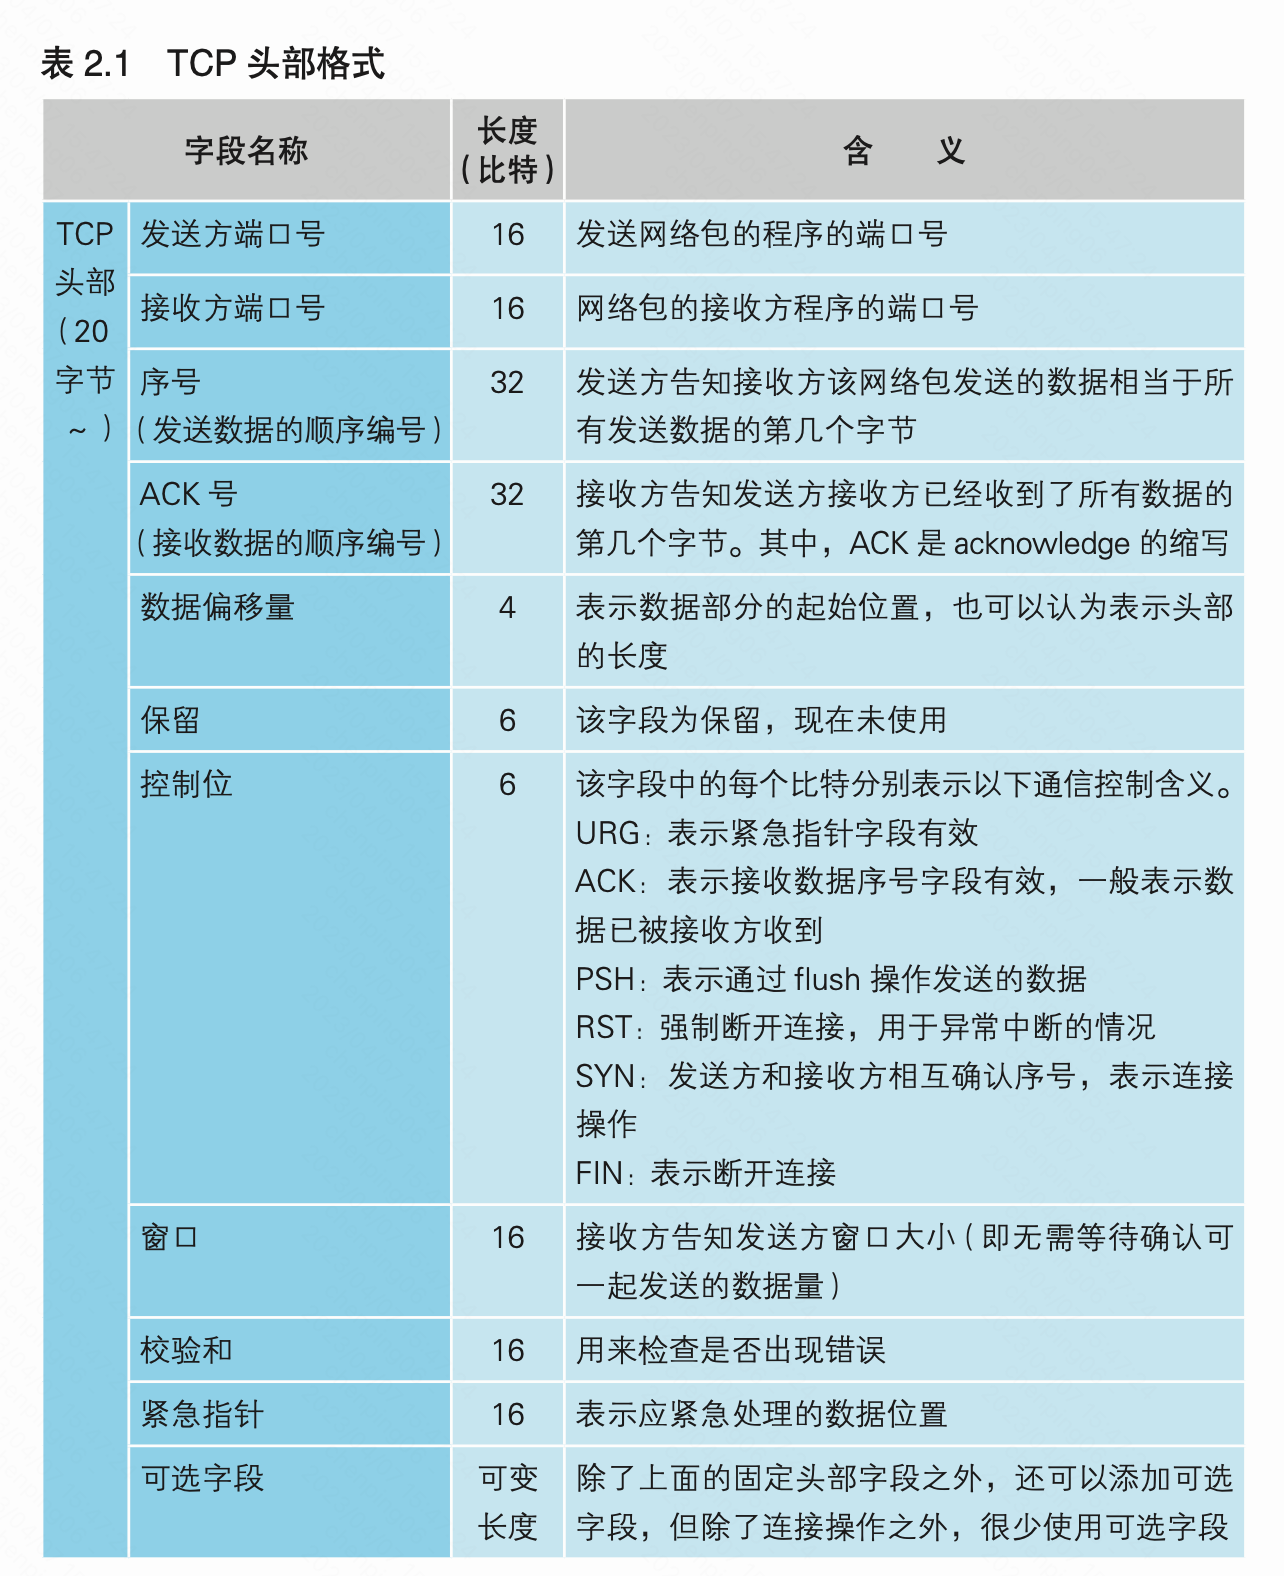 表 2.1 TCP 头部格式
字段名称
长度
（比特）
含 义
TCP
头部
（20
字节
～）
发送方端口号
16
发送网络包的程序的端口号
接收方端口号
16
网络包的接收方程序的端口号
序号
（发送数据的顺序编号）
32
发送方告知接收方该网络包发送的数据相当于所
有发送数据的第几个字节
ACK 号
（接收数据的顺序编号）
32
接收方告知发送方接收方已经收到了所有数据的
第几个字节。其中，ACK 是 acknowledge 的缩写
数据偏移量
4
表示数据部分的起始位置，也可以认为表示头部
的长度
保留
6
该字段为保留，现在未使用
控制位
6
该字段中的每个比特分别表示以下通信控制含义。
URG：表示紧急指针字段有效
ACK：表示接收数据序号字段有效，一般表示数
据已被接收方收到
PSH：表示通过 flush 操作发送的数据
RST：强制断开连接，用于异常中断的情况
SYN：发送方和接收方相互确认序号，表示连接
操作
FIN：表示断开连接
窗口
16
接收方告知发送方窗口大小（即无需等待确认可
一起发送的数据量）
校验和
16
用来检查是否出现错误
紧急指针
16
表示应紧急处理的数据位置
可选字段
可变
长度
除了上面的固定头部字段之外，还可以添加可选
字段，但除了连接操作之外，很少使用可选字段